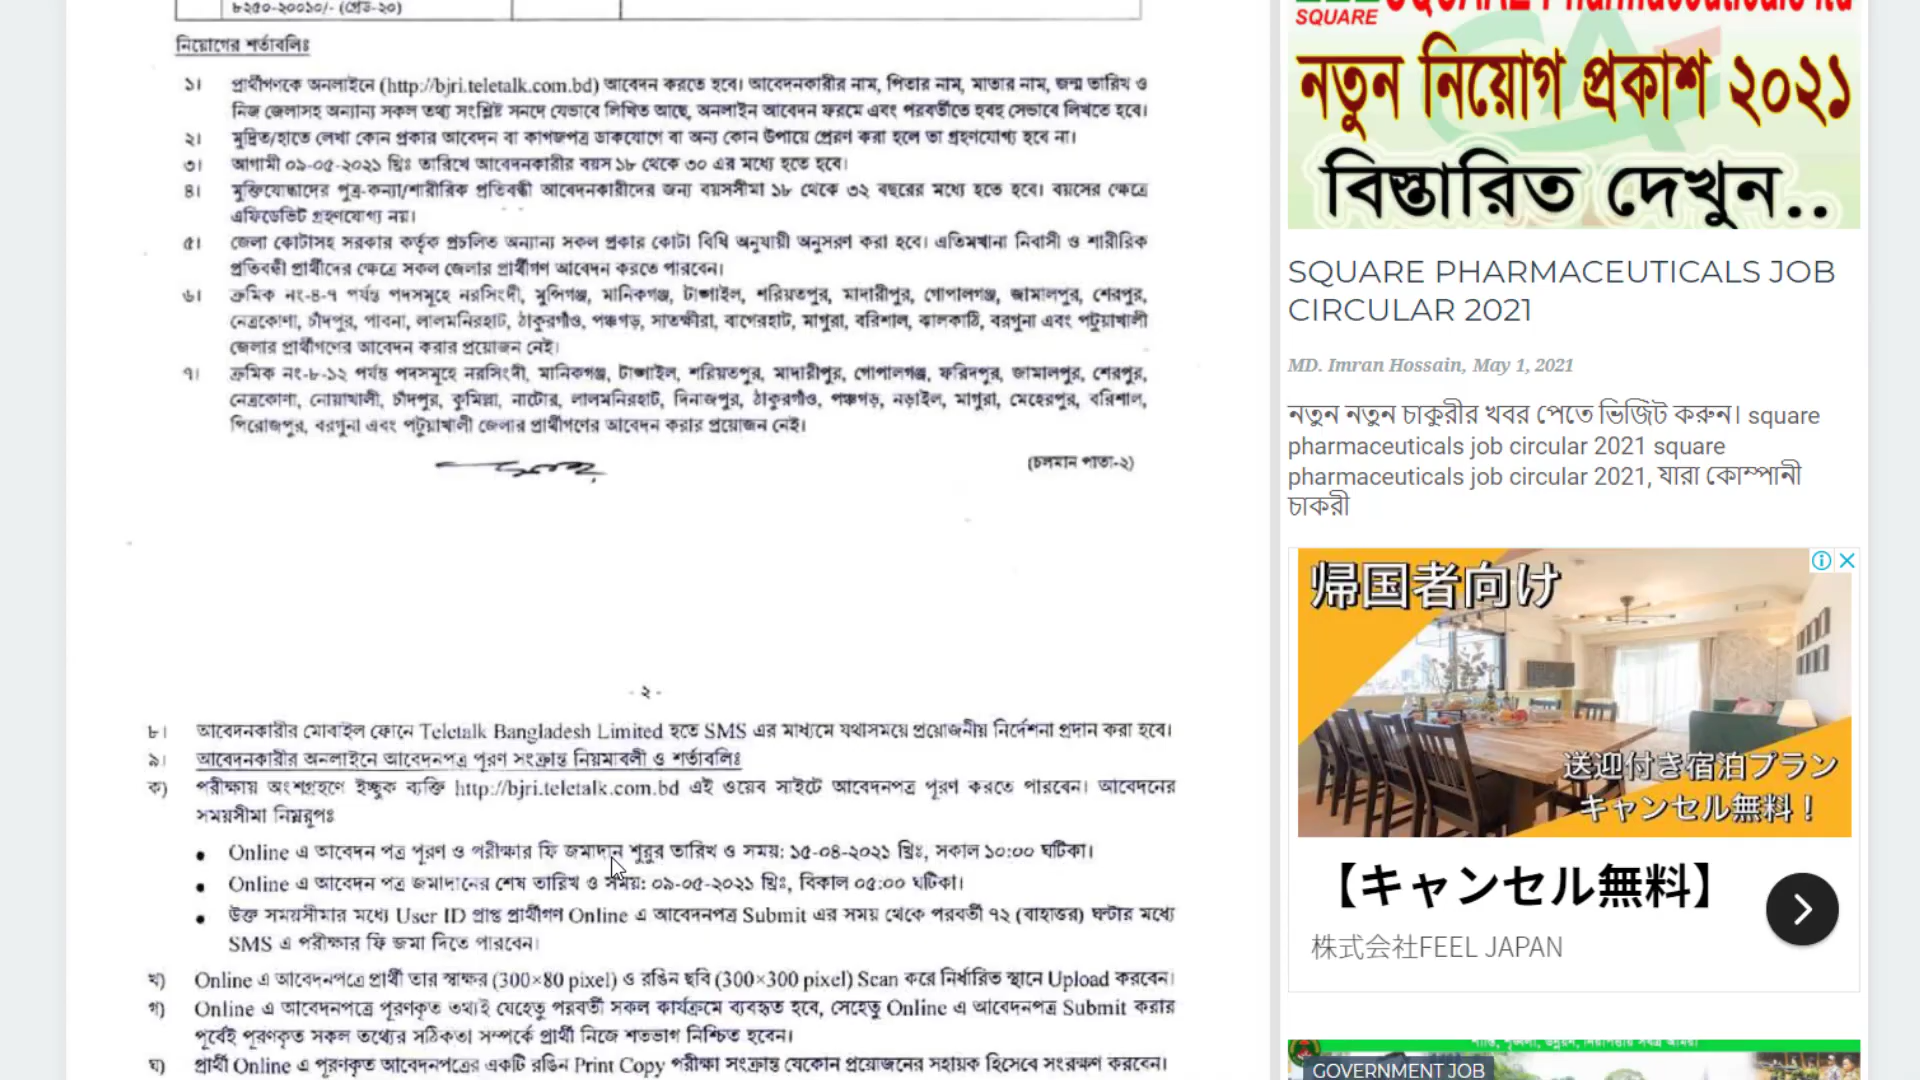 ৮২৫০-২০০১০/- (গ্রেড-২০)
নিয়োগের শর্তাবলিঃ
১। প্রার্থীগণকে অনলাইনে (http://bjri.teletalk.com.bd) আবেদন করতে হবে। আবেদনকারীর নাম, পিতার নাম, মাতার নাম, জন্ম তারিখ ও
নিজ জেলাসহ অন্যান্য সকল তথ্য সংশ্লিষ্ট সনদে যেভাবে লিখিত আছে, অনলাইন আবেদন ফরমে এবং পরবর্তীতে হুবহু সেভাবে লিখতে হবে।
২। মুদ্রিত/হাতে লেখা কোন প্রকার আবেদন বা কাগজপত্র ডাকযোগে বা অন্য কোন উপায়ে প্রেরণ করা হলে তা গ্রহণযোগ্য হবে না।
৩। আগামী ০৯-০৫-২০২১ খ্রিঃ তারিখে আবেদনকারীর বয়স ১৮ থেকে ৩০ এর মধ্যে হতে হবে।
৪। মুক্তিযোদ্ধাদের পুত্র-কন্যা/শারীরিক প্রতিবন্ধী আবেদনকারীদের জন্য বয়সসীমা ১৮ থেকে ৩২ বছরের মধ্যে হতে হবে। বয়সের ক্ষেত্রে
এফিডেভিট গ্রহণযোগ্য নয়।
৫। জেলা কোটাসহ সরকার কর্তৃক প্রচলিত অন্যান্য সকল প্রকার কোটা বিধি অনুযায়ী অনুসরণ করা হবে। এতিমখানা নিবাসী ও শারীরিক
প্রতিবন্ধী প্রার্থীদের ক্ষেত্রে সকল জেলার প্রার্থীগণ আবেদন করতে পারবেন।
৬। ক্রমিক নং-৪-৭ পর্যন্ত পদসমূহে নরসিংদী, মুন্সিগঞ্জ, মানিকগঞ্জ, টাঙ্গাইল, শরিয়তপুর, মাদারীপুর, গোপালগঞ্জ, জামালপুর, শেরপুর,
নেত্রকোণা, চাঁদপুর, পাবনা, লালমনিরহাট, ঠাকুরগাঁও, পঞ্চগড়, সাতক্ষীরা, বাগেরহাট, মাগুরা, বরিশাল, ঝালকাঠি, বরগুনা এবং পটুয়াখালী
জেলার প্রার্থীগণের আবেদন করার প্রয়োজন নেই।
৭। ক্রমিক নং-৮-১২ পর্যন্ত পদসমূহে নরসিংদী, মানিকগঞ্জ, টাঙ্গাইল, শরিয়তপুর, মাদারীপুর, গোপালগঞ্জ, ফরিদপুর, জামালপুর, শেরপুর,
নেত্রকোণা, নোয়াখালী, চাঁদপুর, কুমিল্লা, নাটোর, লালমনিরহাট, দিনাজপুর, ঠাকুরগাঁও, পঞ্চগড়, নড়াইল, মাগুরা, মেহেরপুর, বরিশাল,
পিরোজপুর, বরগুনা এবং পটুয়াখালী জেলার প্রার্থীগণের আবেদন করার প্রয়োজন নেই।
(চলমান পাতা-২)
- ২ -
৮। আবেদনকারীর মোবাইল ফোনে Teletalk Bangladesh Limited হতে SMS এর মাধ্যমে যথাসময়ে প্রয়োজনীয় নির্দেশনা প্রদান করা হবে।
৯। আবেদনকারীর অনলাইনে আবেদনপত্র পূরণ সংক্রান্ত নিয়মাবলী ও শর্তাবলিঃ
ক) পরীক্ষায় অংশগ্রহণে ইচ্ছুক ব্যক্তি http://bjri.teletalk.com.bd এই ওয়েব সাইটে আবেদনপত্র পূরণ করতে পারবেন। আবেদনের
সময়সীমা নিম্নরূপঃ
● Online এ আবেদন পত্র পূরণ ও পরীক্ষার ফি জমাদান শুরুর তারিখ ও সময়: ১৫-০৪-২০২১ খ্রিঃ, সকাল ১০:০০ ঘটিকা।
● Online এ আবেদন পত্র জমাদানের শেষ তারিখ ও সময়: ০৯-০৫-২০২১ খ্রিঃ, বিকাল ০৫:০০ ঘটিকা।
● উক্ত সময়সীমার মধ্যে User ID প্রাপ্ত প্রার্থীগণ Online এ আবেদনপত্র Submit এর সময় থেকে পরবর্তী ৭২ (বাহাত্তর) ঘন্টার মধ্যে
SMS এ পরীক্ষার ফি জমা দিতে পারবেন।
খ) Online এ আবেদনপত্রে প্রার্থী তার স্বাক্ষর (300×80 pixel) ও রঙিন ছবি (300×300 pixel) Scan করে নির্ধারিত স্থানে Upload করবেন।
গ) Online এ আবেদনপত্রে পূরণকৃত তথ্যই যেহেতু পরবর্তী সকল কার্যক্রমে ব্যবহৃত হবে, সেহেতু Online এ আবেদনপত্র Submit করার
পূর্বেই পূরণকৃত সকল তথ্যের সঠিকতা সম্পর্কে প্রার্থী নিজে শতভাগ নিশ্চিত হবেন।
ঘ) প্রার্থী Online এ পূরণকৃত আবেদনপত্রের একটি রঙিন Print Copy পরীক্ষা সংক্রান্ত যেকোন প্রয়োজনের সহায়ক হিসেবে সংরক্ষণ করবেন।
SQUARE SQUARE Pharmaceuticals ltd
নতুন নিয়োগ প্রকাশ ২০২১
বিস্তারিত দেখুন..
SQUARE PHARMACEUTICALS JOB
CIRCULAR 2021
MD. Imran Hossain, May 1, 2021
নতুন নতুন চাকুরীর খবর পেতে ভিজিট করুন। square
pharmaceuticals job circular 2021 square
pharmaceuticals job circular 2021, যারা কোম্পানী
চাকরী
帰国者向け
送迎付き宿泊プラン
キャンセル無料！
【キャンセル無料】
株式会社FEEL JAPAN
GOVERNMENT JOB